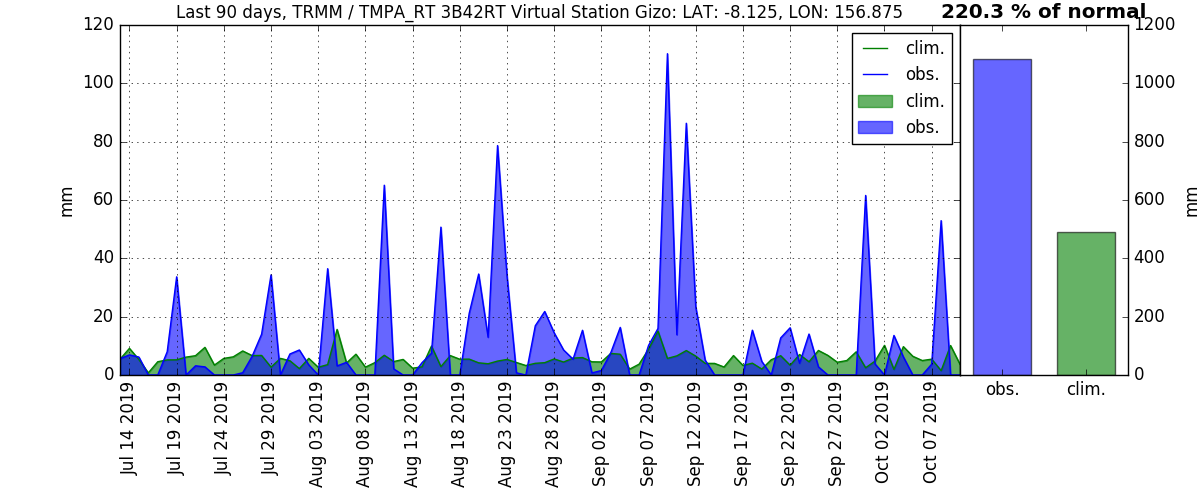 Last 90 days, TRMM / TMPA_RT 3B42RT Virtual Station Gizo: LAT: -8.125, LON: 156.875
220.3 % of normal
120
100
80
60
40
20
0
mm
clim.
obs.
clim.
obs.
1200
1000
800
600
400
200
0
mm
Jul 14 2019
Jul 19 2019
Jul 24 2019
Jul 29 2019
Aug 03 2019
Aug 08 2019
Aug 13 2019
Aug 18 2019
Aug 23 2019
Aug 28 2019
Sep 02 2019
Sep 07 2019
Sep 12 2019
Sep 17 2019
Sep 22 2019
Sep 27 2019
Oct 02 2019
Oct 07 2019
obs.
clim.